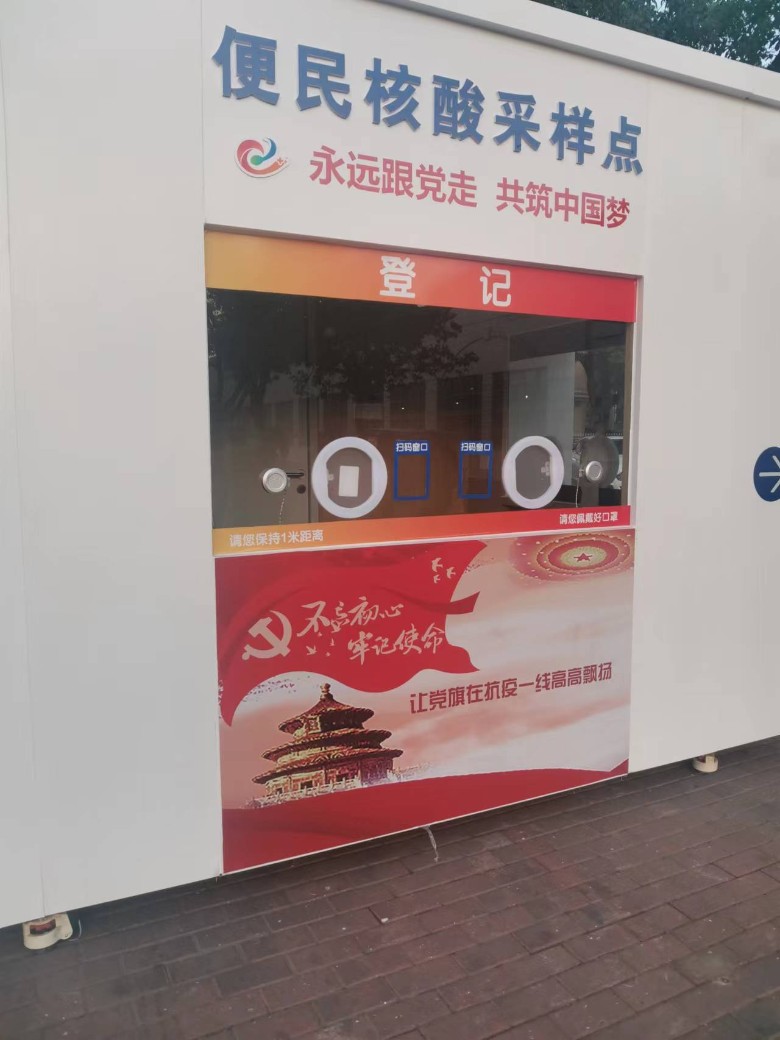 便民核酸采样点
永远跟党走 共筑中国梦
登记
扫码窗口
扫码窗口
请您保持1米距离
请您佩戴好口罩
不忘初心
牢记使命
让党旗在抗疫一线高高飘扬